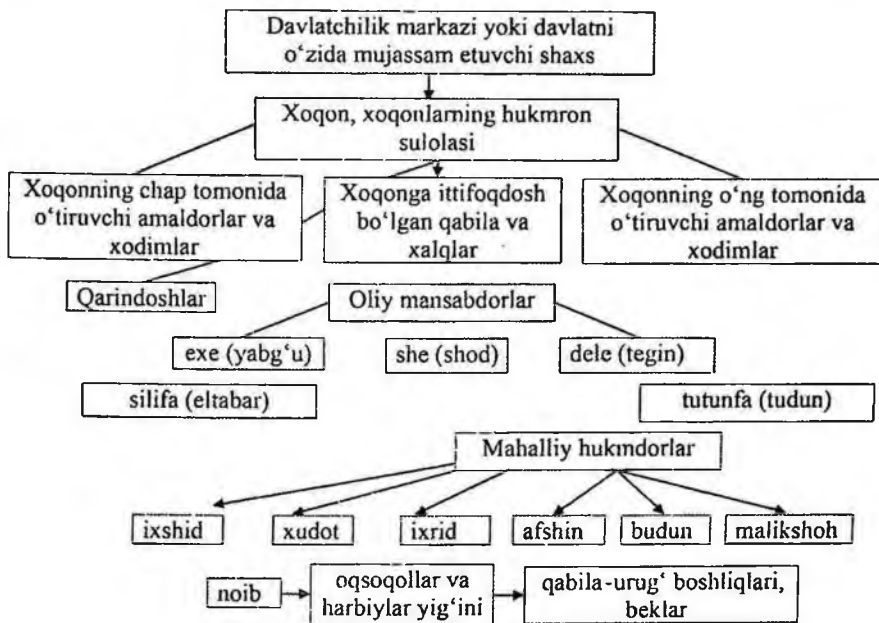 Davlatchilik markazi yoki davlatni
o‘zida mujassam etuvchi shaxs
Xoqon, xoqonlarning hukmron
sulolasi
Xoqonning chap tomonida
o‘tiruvchi amaldorlar va
xodimlar
Xoqonga ittifoqdosh
bo‘lgan qabila va
xalqlar
Xoqonning o‘ng tomonida
o‘tiruvchi amaldorlar va
xodimlar
Qarindoshlar
Oliy mansabdorlar
exe (yabg‘u)
she (shod)
dele (tegin)
silifa (eltabar)
tutunfa (tudun)
Mahalliy hukmdorlar
ixshid
xudot
ixrid
afshin
budun
malikshoh
noib
oqsoqollar va
harbiylar yig‘ini
qabila-urug‘ boshliqlari,
beklar